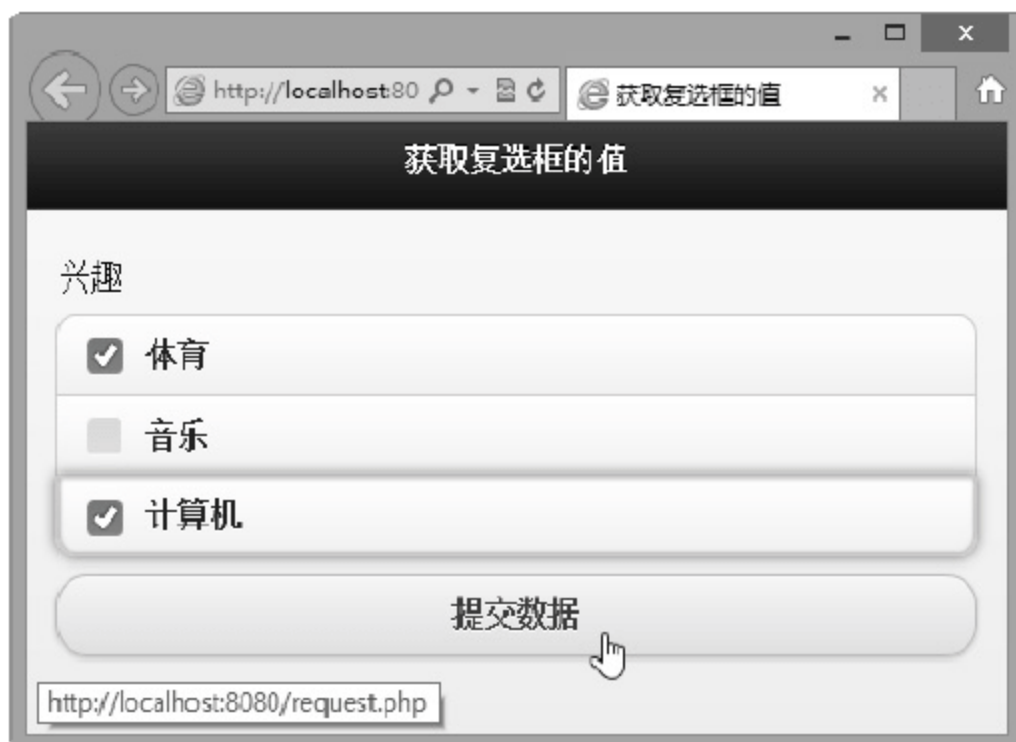 http://localhost:80
获取复选框的值
获取复选框的值
兴趣
体育
音乐
计算机
提交数据
http://localhost:8080/request.php